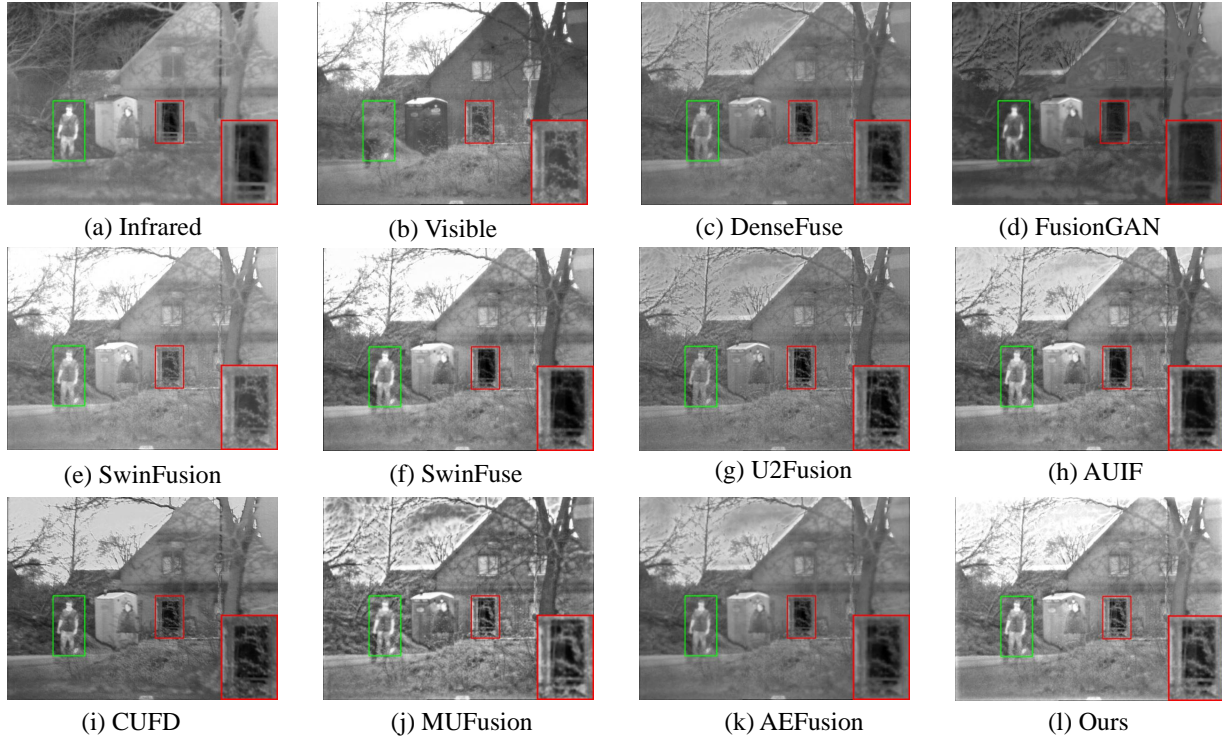 (a) Infrared
(b) Visible
(c) DenseFuse
(d) FusionGAN
(e) SwinFusion
(f) SwinFuse
(g) U2Fusion
(h) AUIF
(i) CUFD
(j) MUFusion
(k) AEFusion
(l) Ours